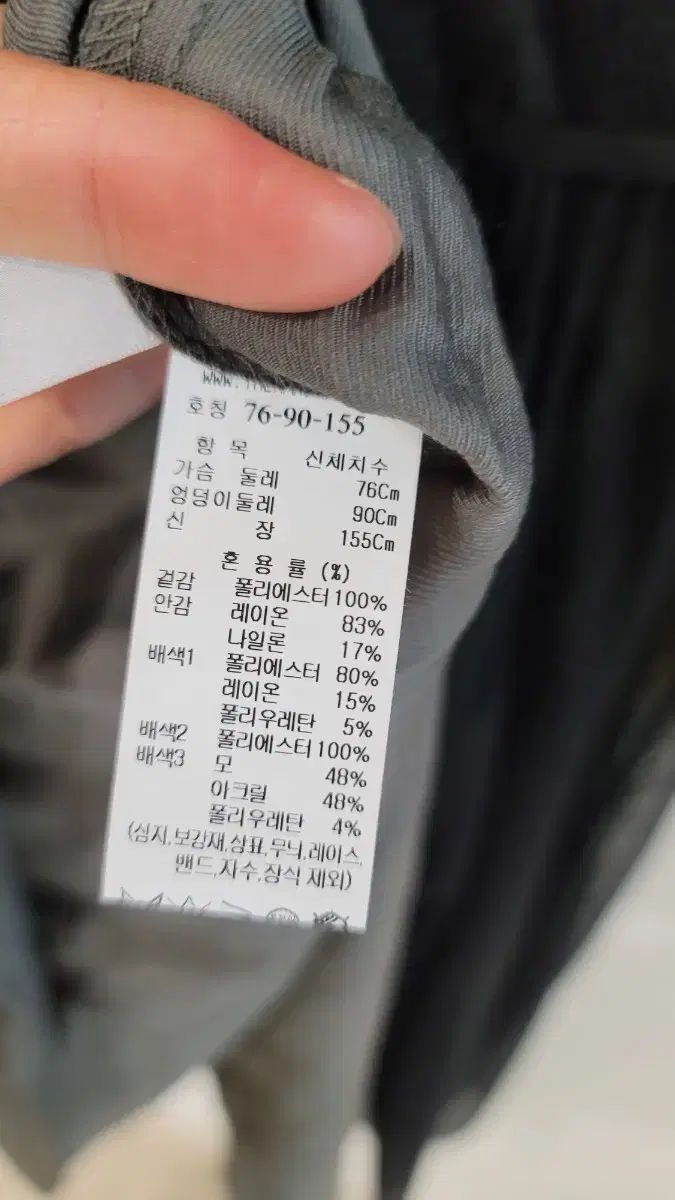 호칭 76-90-155
항 목 신체치수
가슴 둘레 76Cm
엉덩이둘레 90Cm
신 장 155Cm
혼 용 률 (%)
겉감 폴리에스터 100%
안감 레이온 83%
나일론 17%
배색1 폴리에스터 80%
레이온 15%
폴리우레탄 5%
배색2 폴리에스터 100%
배색3 모 48%
아크릴 48%
폴리우레탄 4%
(심지,보강재,상표,무늬,레이스,
밴드,자수,장식 제외)